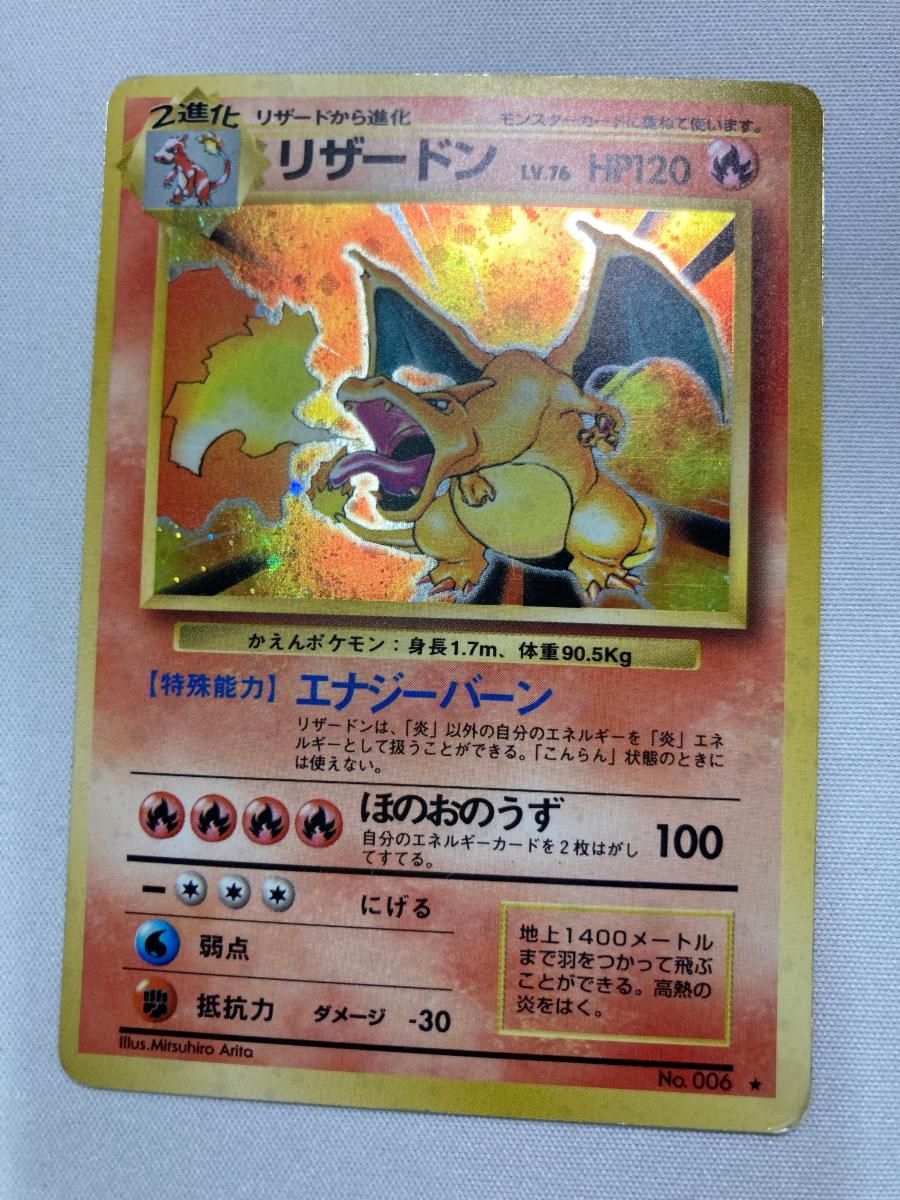 2進化 リザードから進化 モンスターカードに重ねて使います。
リザードン LV.76 HP120
かえんポケモン：身長1.7m、体重90.5Kg
【特殊能力】エナジーバーン
リザードンは、「炎」以外の自分のエネルギーを「炎」エネ
ルギーとして扱うことができる。「こんらん」状態のときに
は使えない。
ほのおのうず
自分のエネルギーカードを2枚はがし
てすてる。
100
にげる
弱点
抵抗力 ダメージ -30
地上1400メートル
まで羽をつかって飛ぶ
ことができる。高熱の
炎をはく。
Illus.Mitsuhiro Arita
No. 006 ★